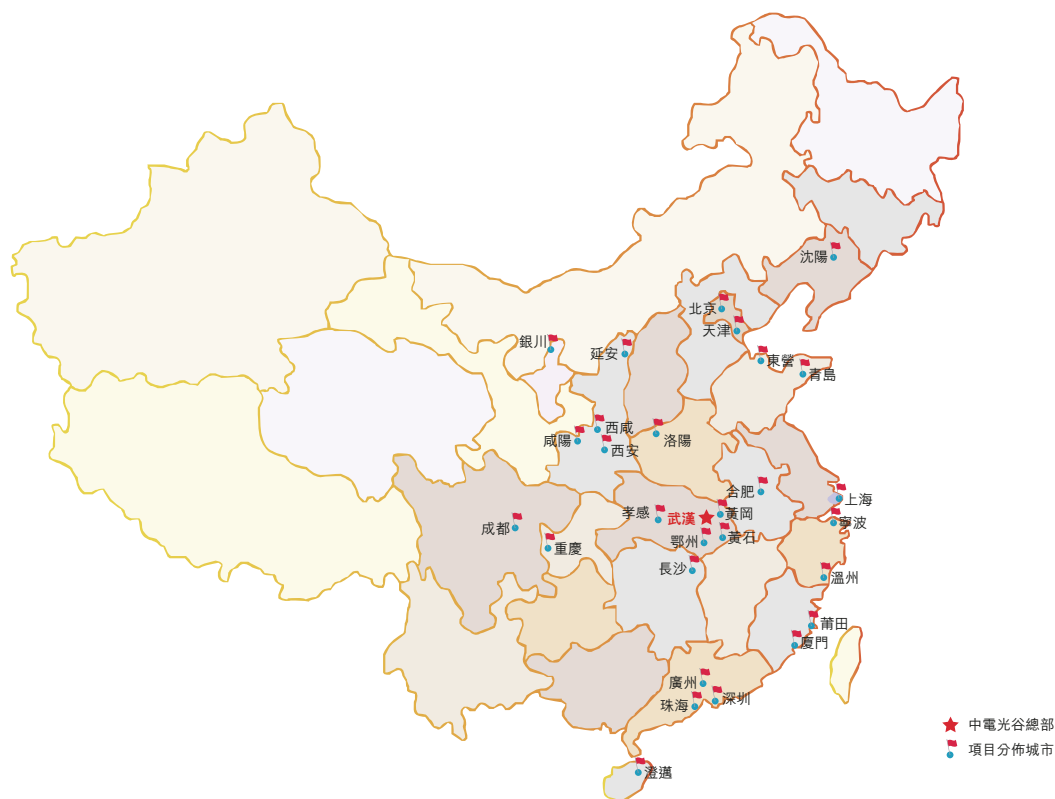 沈陽
北京
天津
銀川
延安
東營
青島
咸陽
西咸
西安
洛陽
合肥
上海
孝感
武漢
黃岡
寧波
成都
重慶
鄂州
黃石
長沙
溫州
莆田
廈門
廣州
珠海
深圳
澄邁
中電光谷總部
項目分佈城市